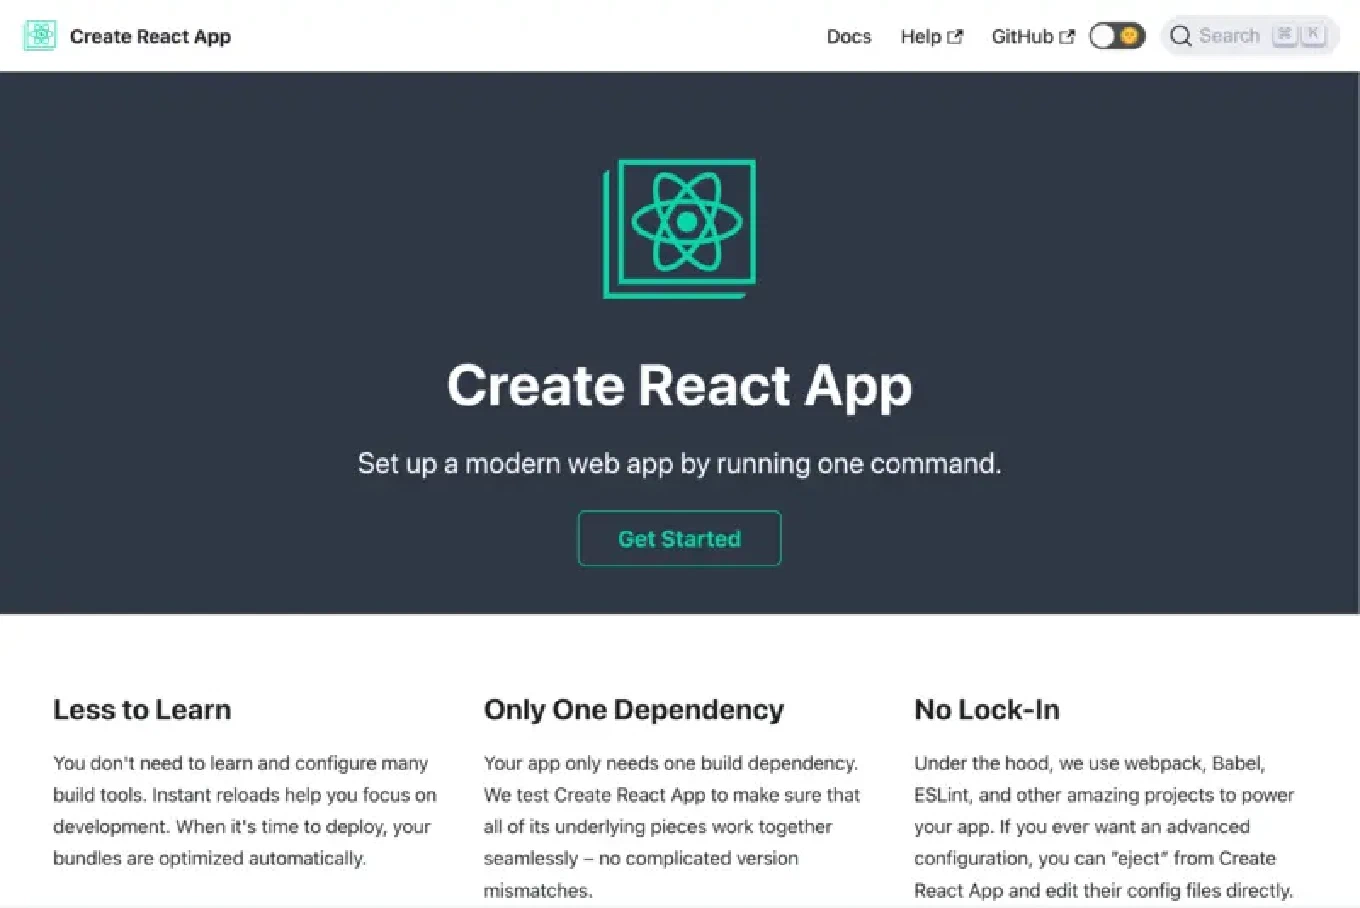 Create React App
Docs
Help
GitHub
Search
⌘ K
Create React App
Set up a modern web app by running one command.
Get Started
Less to Learn
You don't need to learn and configure many
build tools. Instant reloads help you focus on
development. When it's time to deploy, your
bundles are optimized automatically.
Only One Dependency
Your app only needs one build dependency.
We test Create React App to make sure that
all of its underlying pieces work together
seamlessly – no complicated version
mismatches.
No Lock-In
Under the hood, we use webpack, Babel,
ESLint, and other amazing projects to power
your app. If you ever want an advanced
configuration, you can "eject" from Create
React App and edit their config files directly.